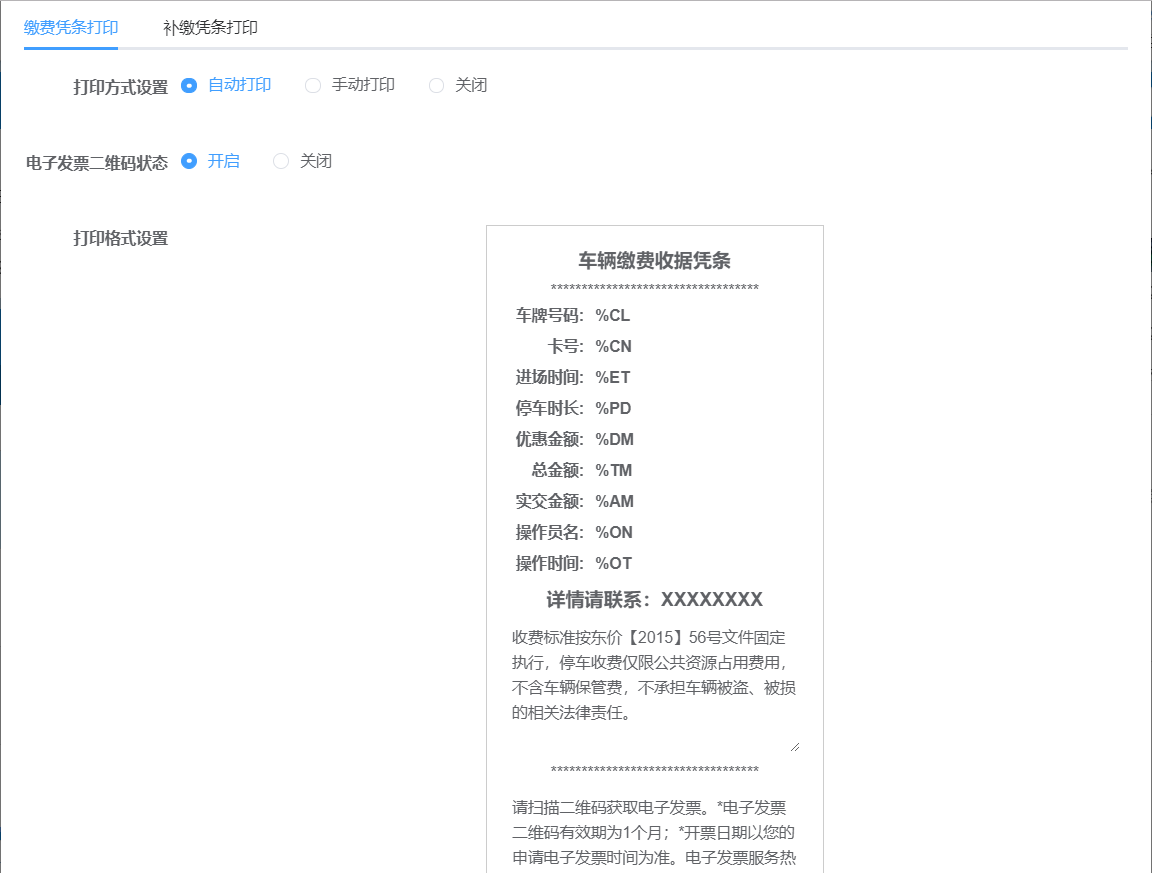 缴费凭条打印 补缴凭条打印
打印方式设置 自动打印 手动打印 关闭
电子发票二维码状态 开启 关闭
打印格式设置
车辆缴费收据凭条
**********************************
车牌号码： %CL
卡号： %CN
进场时间： %ET
停车时长： %PD
优惠金额： %DM
总金额： %TM
实交金额： %AM
操作员名： %ON
操作时间： %OT
详情请联系：XXXXXXXX
收费标准按东价【2015】56号文件固定
执行，停车收费仅限公共资源占用费用，
不含车辆保管费，不承担车辆被盗、被损
的相关法律责任。
**********************************
请扫描二维码获取电子发票。*电子发票
二维码有效期为1个月；*开票日期以您的
申请电子发票时间为准。电子发票服务热